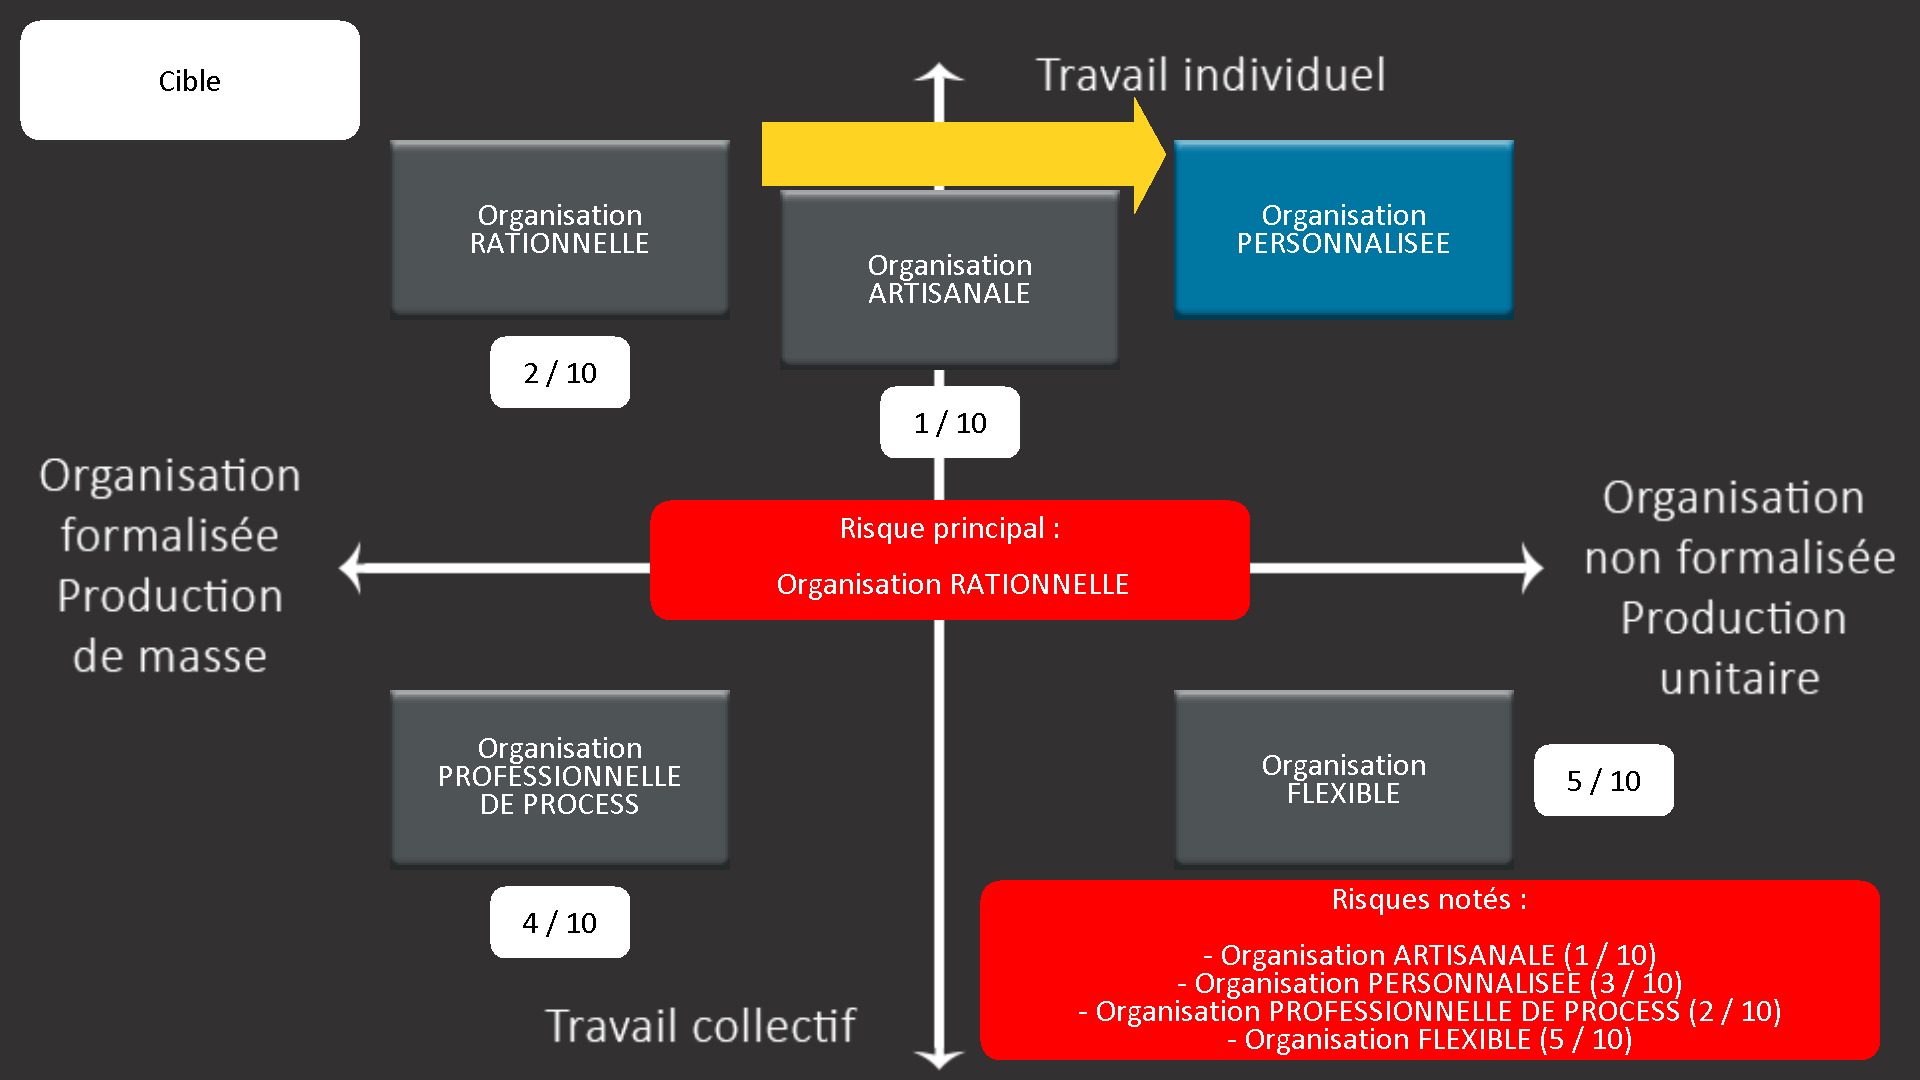 Cible
Travail individuel
Organisation
RATIONNELLE
Organisation
ARTISANALE
Organisation
PERSONNALISEE
2 / 10
1 / 10
Organisation
formalisée
Production
de masse
Risque principal :
Organisation RATIONNELLE
Organisation
non formalisée
Production
unitaire
Organisation
PROFESSIONNELLE
DE PROCESS
Organisation
FLEXIBLE
5 / 10
4 / 10
Risques notés :
- Organisation ARTISANALE (1 / 10)
- Organisation PERSONNALISEE (3 / 10)
- Organisation PROFESSIONNELLE DE PROCESS (2 / 10)
- Organisation FLEXIBLE (5 / 10)
Travail collectif